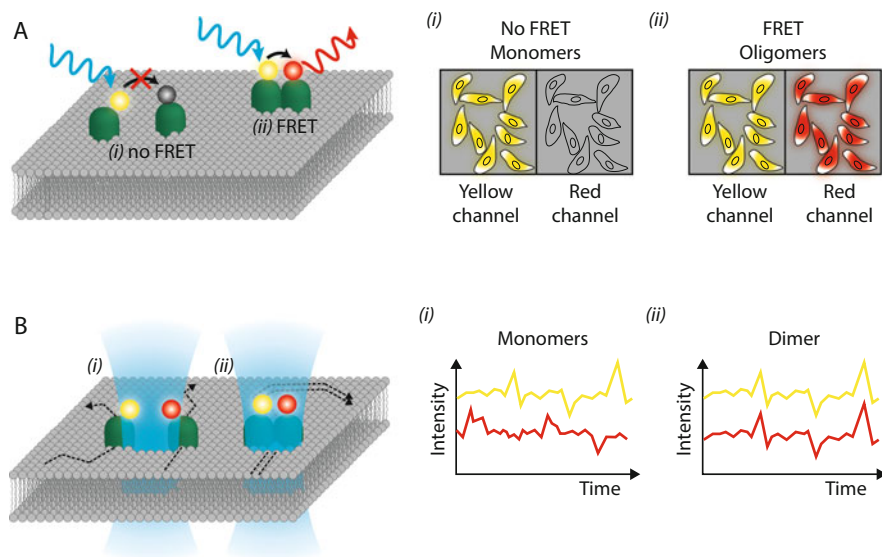 A
(i) no FRET
(ii) FRET
(i)
No FRET
Monomers
Yellow
channel
Red
channel
(ii)
FRET
Oligomers
Yellow
channel
Red
channel
B
(i)
(ii)
(i)
Monomers
Intensity
Time
(ii)
Dimer
Intensity
Time